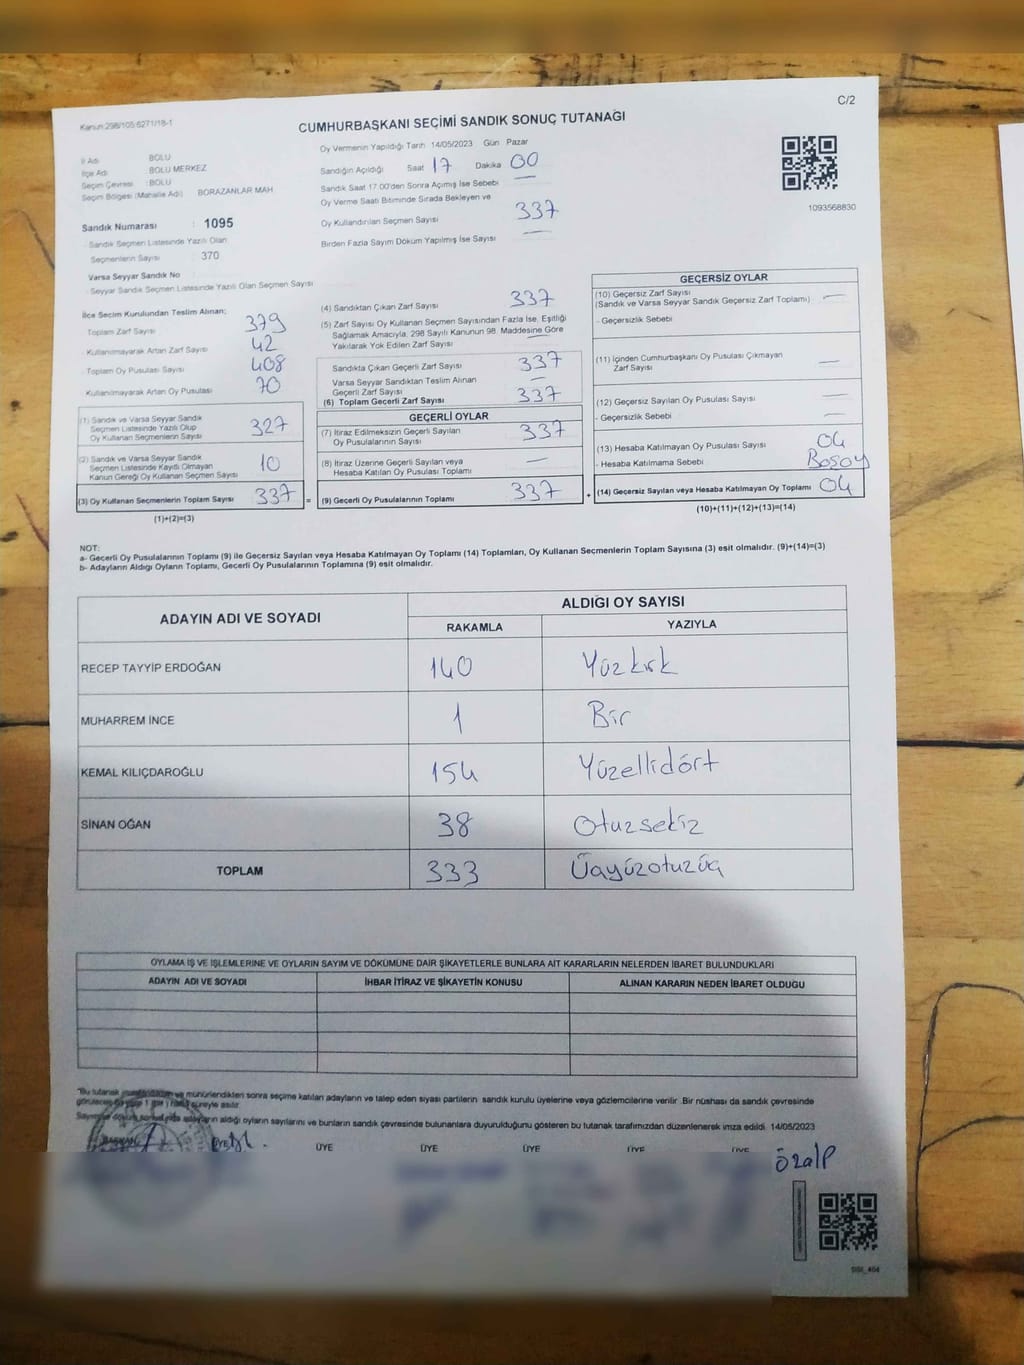 C/2
Kanun:298/105:6271/18-1
CUMHURBAŞKANI SEÇİMİ SANDIK SONUÇ TUTANAĞI
İl Adı : BOLU
İlçe Adı : BOLU MERKEZ
Seçim Çevresi : BOLU
Seçim Bölgesi (Mahalle Adı) BORAZANLAR MAH
Sandık Numarası : 1095
- Sandık Seçmen Listesinde Yazılı Olan Seçmenlerin Sayısı 370
Varsa Seyyar Sandık No
- Seyyar Sandık Seçmen Listesinde Yazılı Olan Seçmen Sayısı
Oy Vermenin Yapıldığı Tarih 14/05/2023 Gün Pazar
Sandığın Açıldığı Saat 17 Dakika 00
Sandık Saat 17.00'den Sonra Açımış İse Sebebi —
Oy Verme Saati Bitiminde Sırada Bekleyen ve
Oy Kullandırılan Seçmen Sayısı 337
Birden Fazla Sayım Döküm Yapılmış İse Sayısı —
1093568830
İlçe Seçim Kurulundan Teslim Alınan;
Toplam Zarf Sayısı 379
- Kullanılmayarak Artan Zarf Sayısı 42
- Toplam Oy Pusulası Sayısı 408
Kullanılmayarak Artan Oy Pusulası 70
(1) Sandık ve Varsa Seyyar Sandık
Seçmen Listesinde Yazılı Olup
Oy Kullanan Seçmenlerin Sayısı 327
(2) Sandık ve Varsa Seyyar Sandık
Seçmen Listesinde Kayıtlı Olmayan
Kanun Gereği Oy Kullanan Seçmen Sayısı 10
(3) Oy Kullanan Seçmenlerin Toplam Sayısı 337 =
(1)+(2)=(3)
(4) Sandıktan Çıkan Zarf Sayısı 337
(5) Zarf Sayısı Oy Kullanan Seçmen Sayısından Fazla İse, Eşitliği
Sağlamak Amacıyla, 298 Sayılı Kanunun 98. Maddesine Göre
Yakılarak Yok Edilen Zarf Sayısı —
Sandıkta Çıkan Geçerli Zarf Sayısı 337
Varsa Seyyar Sandıktan Teslim Alınan
Geçerli Zarf Sayısı —
(6) Toplam Geçerli Zarf Sayısı 337
GEÇERLİ OYLAR
(7) İtiraz Edilmeksizin Geçerli Sayılan
Oy Pusulalarının Sayısı 337
(8) İtiraz Üzerine Geçerli Sayılan veya
Hesaba Katılan Oy Pusulası Toplamı —
(9) Geçerli Oy Pusulalarının Toplamı 337 +
GEÇERSİZ OYLAR
(10) Geçersiz Zarf Sayısı —
(Sandık ve Varsa Seyyar Sandık Geçersiz Zarf Toplamı)
- Geçersizlik Sebebi
(11) İçinden Cumhurbaşkanı Oy Pusulası Çıkmayan
Zarf Sayısı —
(12) Geçersiz Sayılan Oy Pusulası Sayısı —
- Geçersizlik Sebebi —
(13) Hesaba Katılmayan Oy Pusulası Sayısı 04
- Hesaba Katılmama Sebebi Boşoy
(14) Geçersiz Sayılan veya Hesaba Katılmayan Oy Toplamı 04
(10)+(11)+(12)+(13)=(14)
NOT:
a- Geçerli Oy Pusulalarının Toplamı (9) ile Geçersiz Sayılan veya Hesaba Katılmayan Oy Toplamı (14) Toplamları, Oy Kullanan Seçmenlerin Toplam Sayısına (3) eşit olmalıdır. (9)+(14)=(3)
b- Adayların Aldığı Oyların Toplamı, Geçerli Oy Pusulalarının Toplamına (9) eşit olmalıdır.
ADAYIN ADI VE SOYADI ALDIĞI OY SAYISI
RAKAMLA YAZIYLA
RECEP TAYYİP ERDOĞAN 140 Yüzkırk
MUHARREM İNCE 1 Bir
KEMAL KILIÇDAROĞLU 154 Yüzellidört
SİNAN OĞAN 38 Otuzsekiz
TOPLAM 333 Üçyüzotuzüç
OYLAMA İŞ VE İŞLEMLERİNE VE OYLARIN SAYIM VE DÖKÜMÜNE DAİR ŞİKAYETLERLE BUNLARA AİT KARARLARIN NELERDEN İBARET BULUNDUKLARI
ADAYIN ADI VE SOYADI İHBAR İTİRAZ VE ŞİKAYETİN KONUSU ALINAN KARARIN NEDEN İBARET OLDUĞU
"Bu tutanak ve mühürlendikten sonra seçime katılan adayların ve talep eden siyasi partilerin sandık kurulu üyelerine veya gözlemcilerine verilir. Bir nüshası da sandık çevresinde
süreyle asılır.
adayların aldığı oyların sayılarını ve bunların sandık çevresinde bulunanlara duyurulduğunu gösteren bu tutanak tarafımızdan düzenlenerek imza edildi. 14/05/2023
BAŞKAN ÜYE ÜYE ÜYE ÜYE ÜYE ÜYE
Özalp